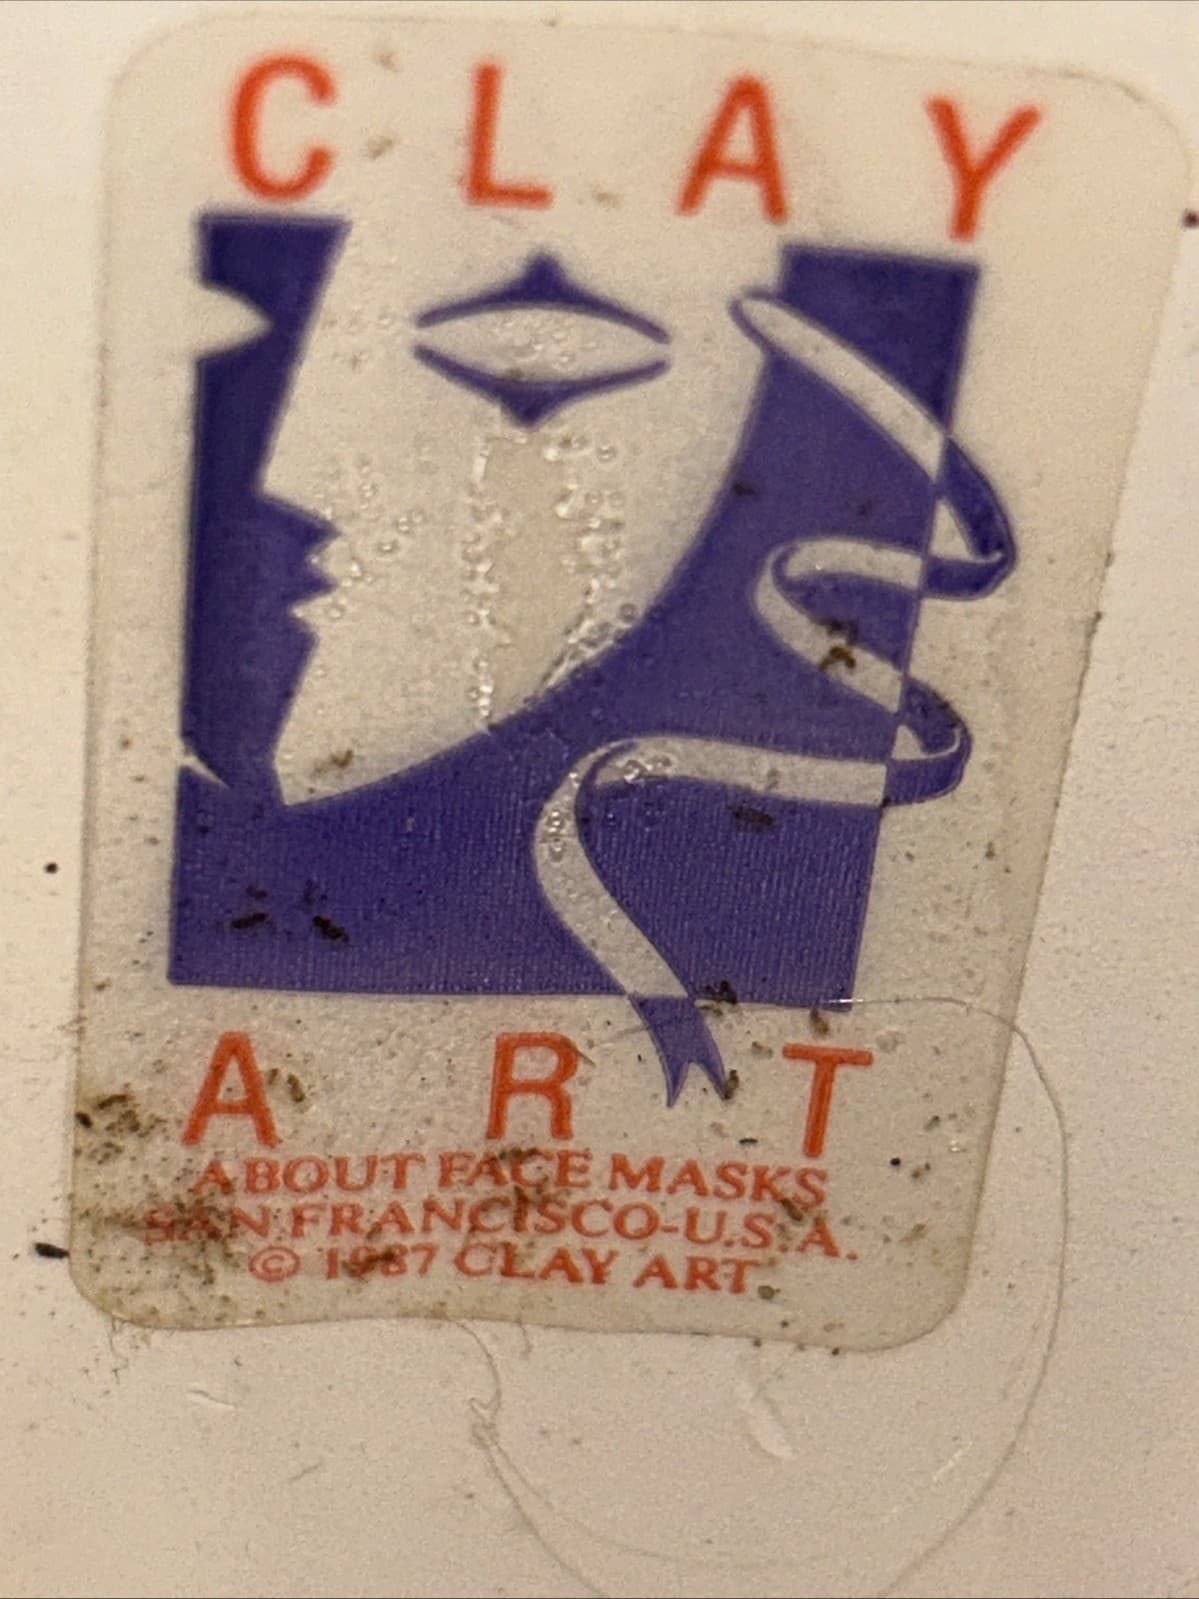 CLAY
ART
ABOUT FACE MASKS
SAN FRANCISCO-U.S.A.
© 1987 CLAY ART